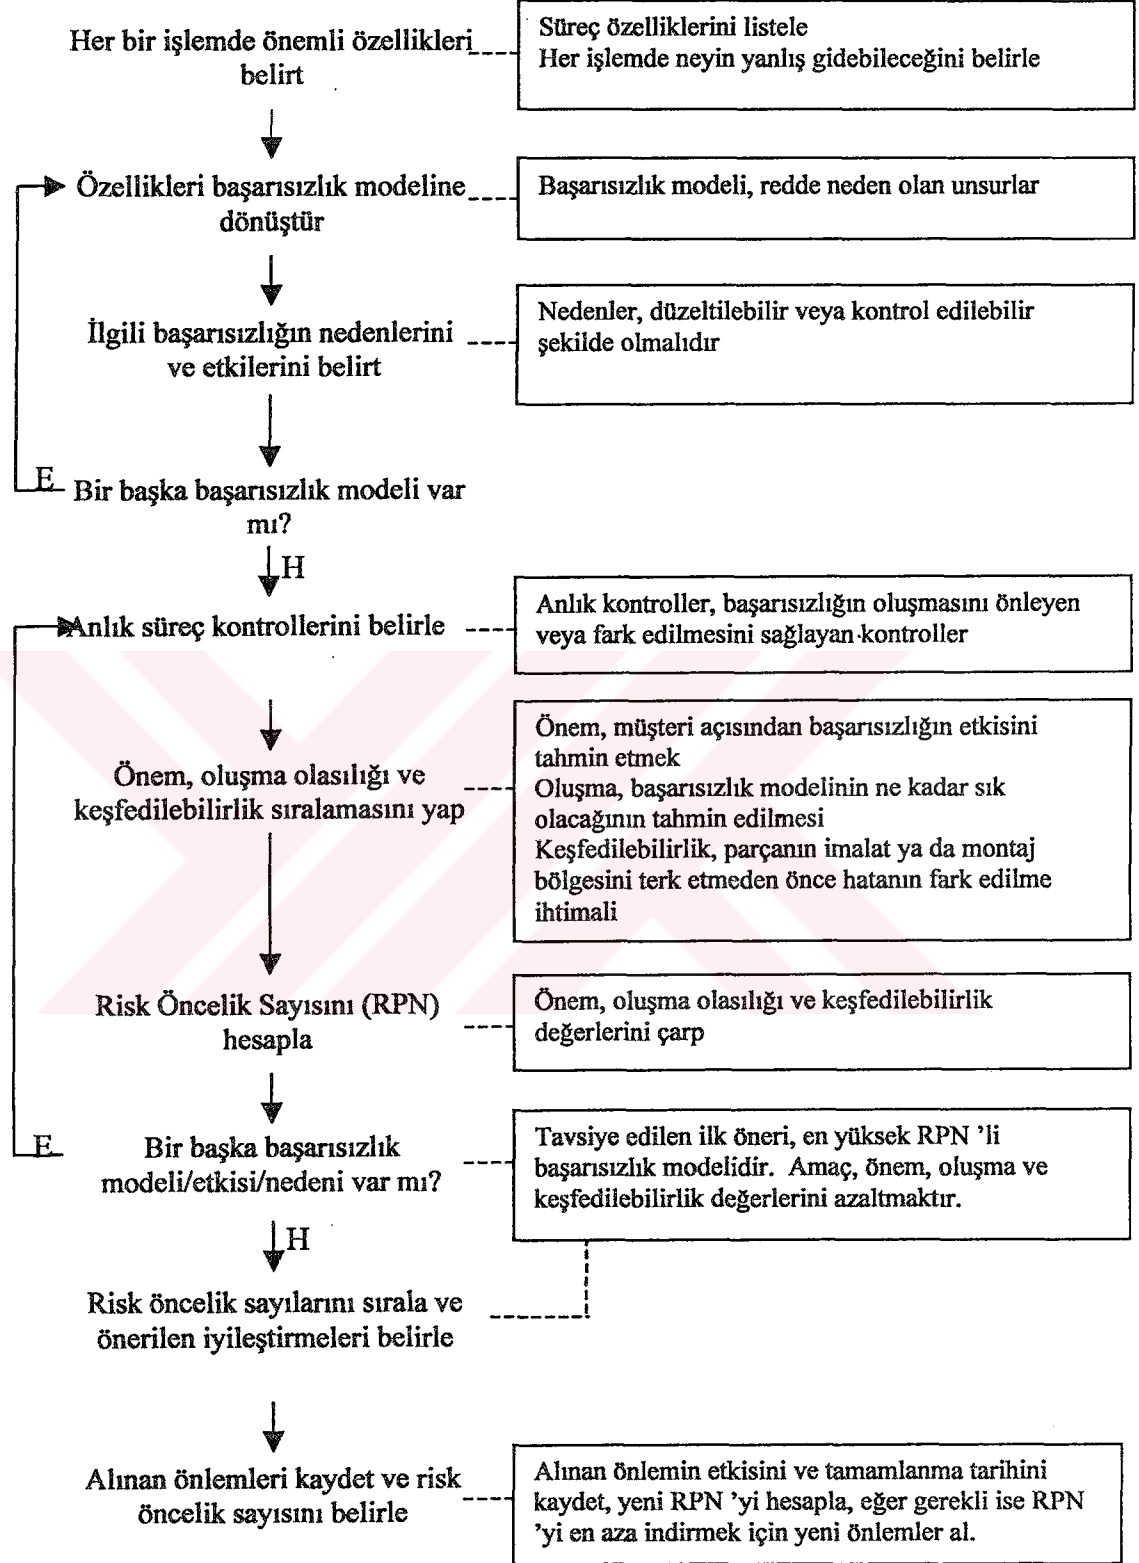 Her bir işlemde önemli özellikleri
belirt
Süreç özelliklerini listele
Her işlemde neyin yanlış gidebileceğini belirle
Özellikleri başarısızlık modeline
dönüştür
Başarısızlık modeli, redde neden olan unsurlar
İlgili başarısızlığın nedenlerini
ve etkilerini belirt
Nedenler, düzeltilebilir veya kontrol edilebilir
şekilde olmalıdır
E
Bir başka başarısızlık modeli var
mı?
H
Anlık süreç kontrollerini belirle
Anlık kontroller, başarısızlığın oluşmasını önleyen
veya fark edilmesini sağlayan kontroller
Önem, oluşma olasılığı ve
keşfedilebilirlik sıralamasını yap
Önem, müşteri açısından başarısızlığın etkisini
tahmin etmek
Oluşma, başarısızlık modelinin ne kadar sık
olacağının tahmin edilmesi
Keşfedilebilirlik, parçanın imalat ya da montaj
bölgesini terk etmeden önce hatanın fark edilme
ihtimali
Risk Öncelik Sayısını (RPN)
hesapla
Önem, oluşma olasılığı ve keşfedilebilirlik
değerlerini çarp
E
Bir başka başarısızlık
modeli/etkisi/nedeni var mı?
Tavsiye edilen ilk öneri, en yüksek RPN 'li
başarısızlık modelidir. Amaç, önem, oluşma ve
keşfedilebilirlik değerlerini azaltmaktır.
H
Risk öncelik sayılarını sırala ve
önerilen iyileştirmeleri belirle
Alınan önlemleri kaydet ve risk
öncelik sayısını belirle
Alınan önlemin etkisini ve tamamlanma tarihini
kaydet, yeni RPN 'yi hesapla, eğer gerekli ise RPN
'yi en aza indirmek için yeni önlemler al.